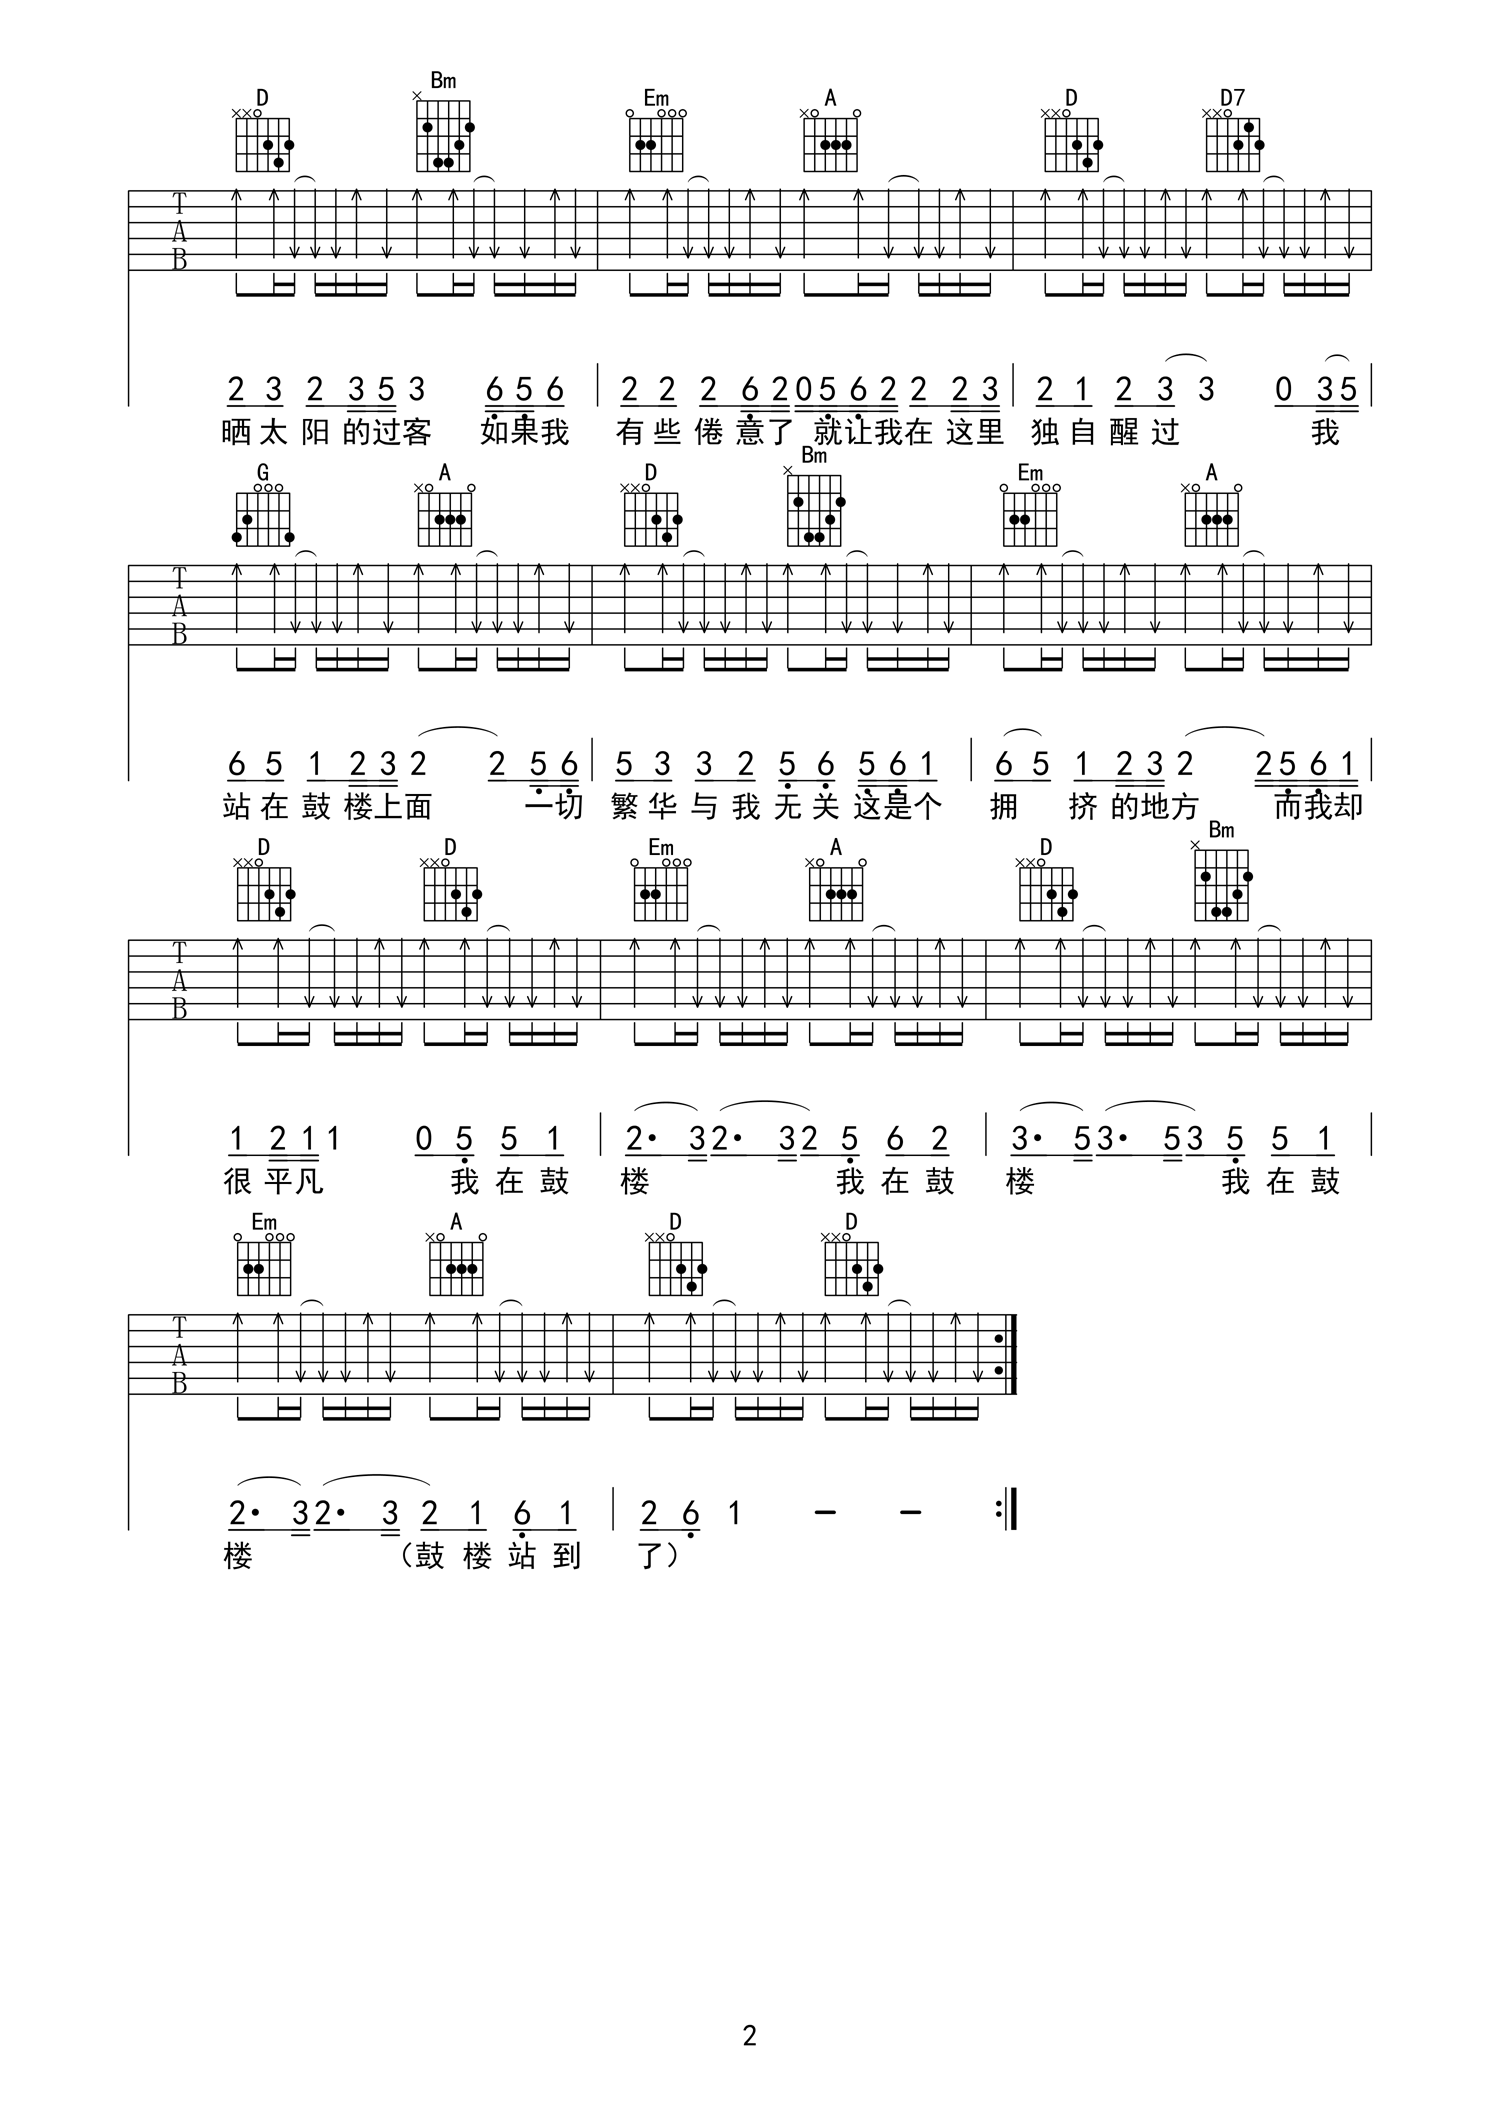 D Bm Em A D D7
T
A
B
2 3 2 3 5 3 6 5 6 2 2 2 6 2 0 5 6 2 2 2 3 2 1 2 3 3 0 3 5
晒太阳的过客 如果我 有些倦意了 就让我在这里 独自醒过 我
G A D Bm Em A
T
A
B
6 5 1 2 3 2 2 5 6 5 3 3 2 5 6 5 6 1 6 5 1 2 3 2 2 5 6 1
站在鼓楼上面 一切 繁华与我无关 这是个 拥挤的地方 而我却
D D Em A D Bm
T
A
B
1 2 1 1 0 5 5 1 2· 3 2· 3 2 5 6 2 3· 5 3· 5 3 5 5 1
很平凡 我在鼓 楼 我在鼓 楼 我在鼓
Em A D D
T
A
B
2· 3 2· 3 2 1 6 1 2 6 1 – –
楼 （鼓楼站到 了）
2